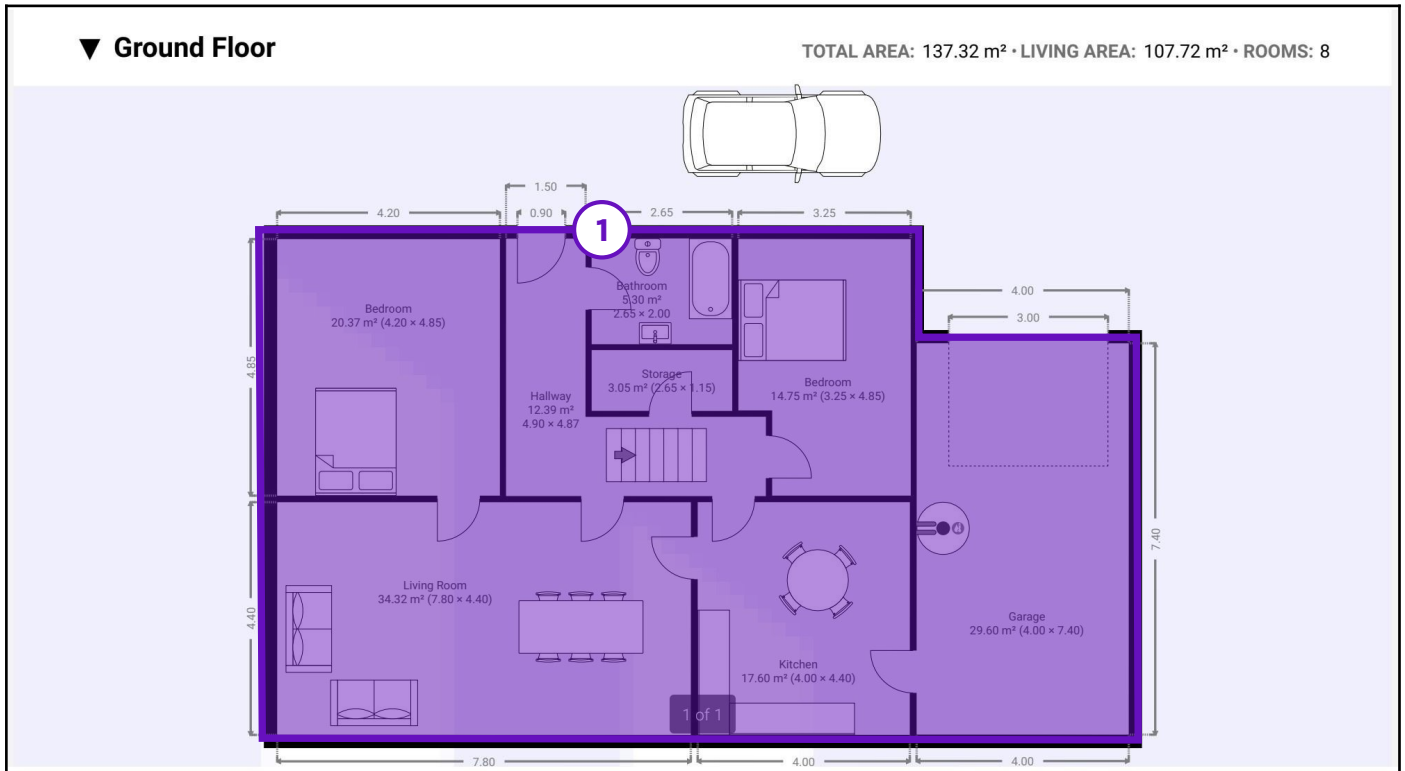 ▼ Ground Floor
TOTAL AREA: 137.32 m² · LIVING AREA: 107.72 m² · ROOMS: 8
1.50
4.20
0.90
1
2.65
3.25
4.00
3.00
4.85
Bedroom
20.37 m² (4.20 × 4.85)
Bathroom
5.30 m²
2.65 × 2.00
Storage
3.05 m² (2.65 × 1.15)
Hallway
12.39 m²
4.90 × 4.87
Bedroom
14.75 m² (3.25 × 4.85)
7.40
4.40
Living Room
34.32 m² (7.80 × 4.40)
Garage
29.60 m² (4.00 × 7.40)
Kitchen
17.60 m² (4.00 × 4.40)
1 of 1
7.80
4.00
4.00